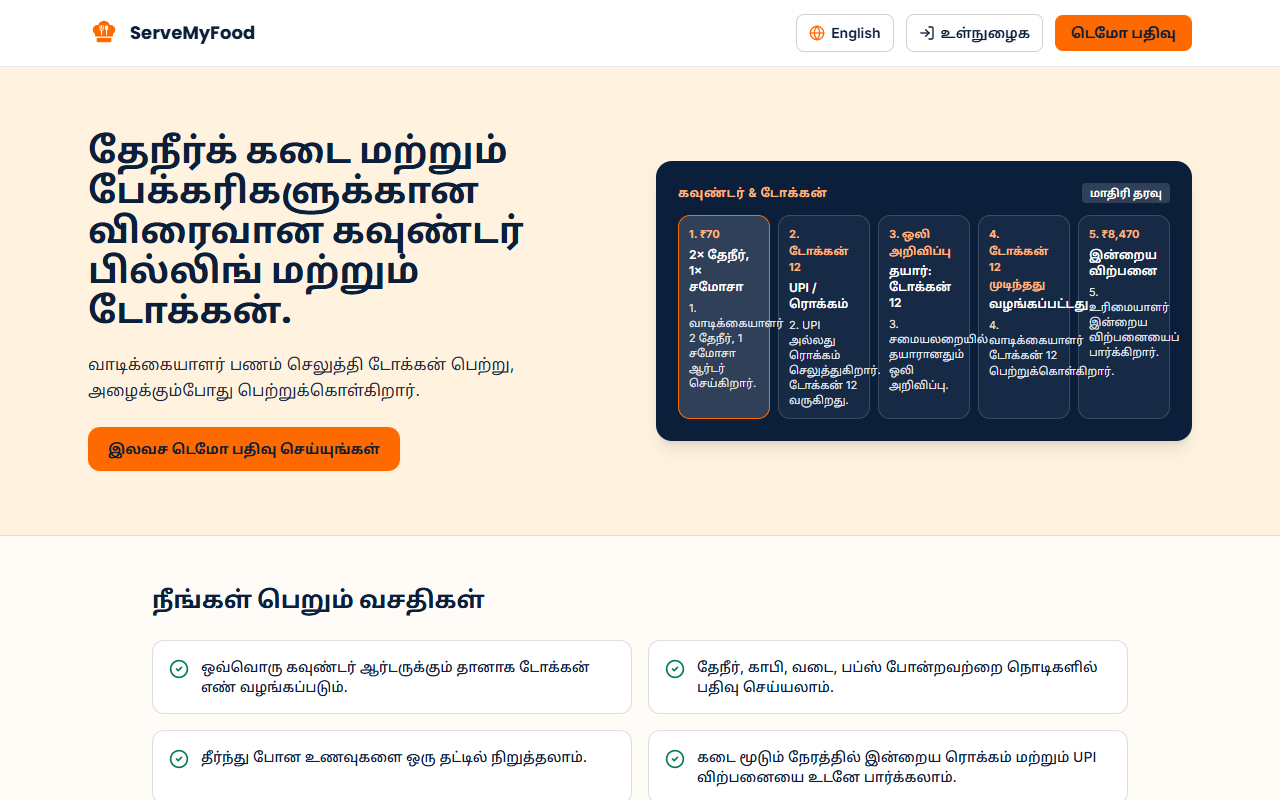 ServeMyFood
English
உள்நுழைக
டெமோ பதிவு
தேநீர்க் கடை மற்றும்
பேக்கரிகளுக்கான
விரைவான கவுண்டர்
பில்லிங் மற்றும்
டோக்கன்.
வாடிக்கையாளர் பணம் செலுத்தி டோக்கன் பெற்று,
அழைக்கும்போது பெற்றுக்கொள்கிறார்.
இலவச டெமோ பதிவு செய்யுங்கள்
கவுண்டர் & டோக்கன்
மாதிரி தரவு
1. ₹70
2× தேநீர்,
1×
சமோசா
1.
வாடிக்கையாளர்
2 தேநீர், 1
சமோசா
ஆர்டர்
செய்கிறார்.
2.
டோக்கன்
12
UPI /
ரொக்கம்
2. UPI
அல்லது
ரொக்கம்
செலுத்துகிறார்.
டோக்கன் 12
வருகிறது.
3. ஒலி
அறிவிப்பு
தயார்:
டோக்கன்
12
3.
சமையலறையில்
தயாரானதும்
ஒலி
அறிவிப்பு.
4.
டோக்கன்
12
முடிந்தது
வழங்கப்பட்டது
4.
வாடிக்கையாளர்
டோக்கன் 12
பெற்றுக்கொள்கிறார்.
5. ₹8,470
இன்றைய
விற்பனை
5.
உரிமையாளர்
இன்றைய
விற்பனையைப்
பார்க்கிறார்.
நீங்கள் பெறும் வசதிகள்
ஒவ்வொரு கவுண்டர் ஆர்டருக்கும் தானாக டோக்கன்
எண் வழங்கப்படும்.
தேநீர், காபி, வடை, பப்ஸ் போன்றவற்றை நொடிகளில்
பதிவு செய்யலாம்.
தீர்ந்து போன உணவுகளை ஒரு தட்டில் நிறுத்தலாம்.
கடை மூடும் நேரத்தில் இன்றைய ரொக்கம் மற்றும் UPI
விற்பனையை உடனே பார்க்கலாம்.